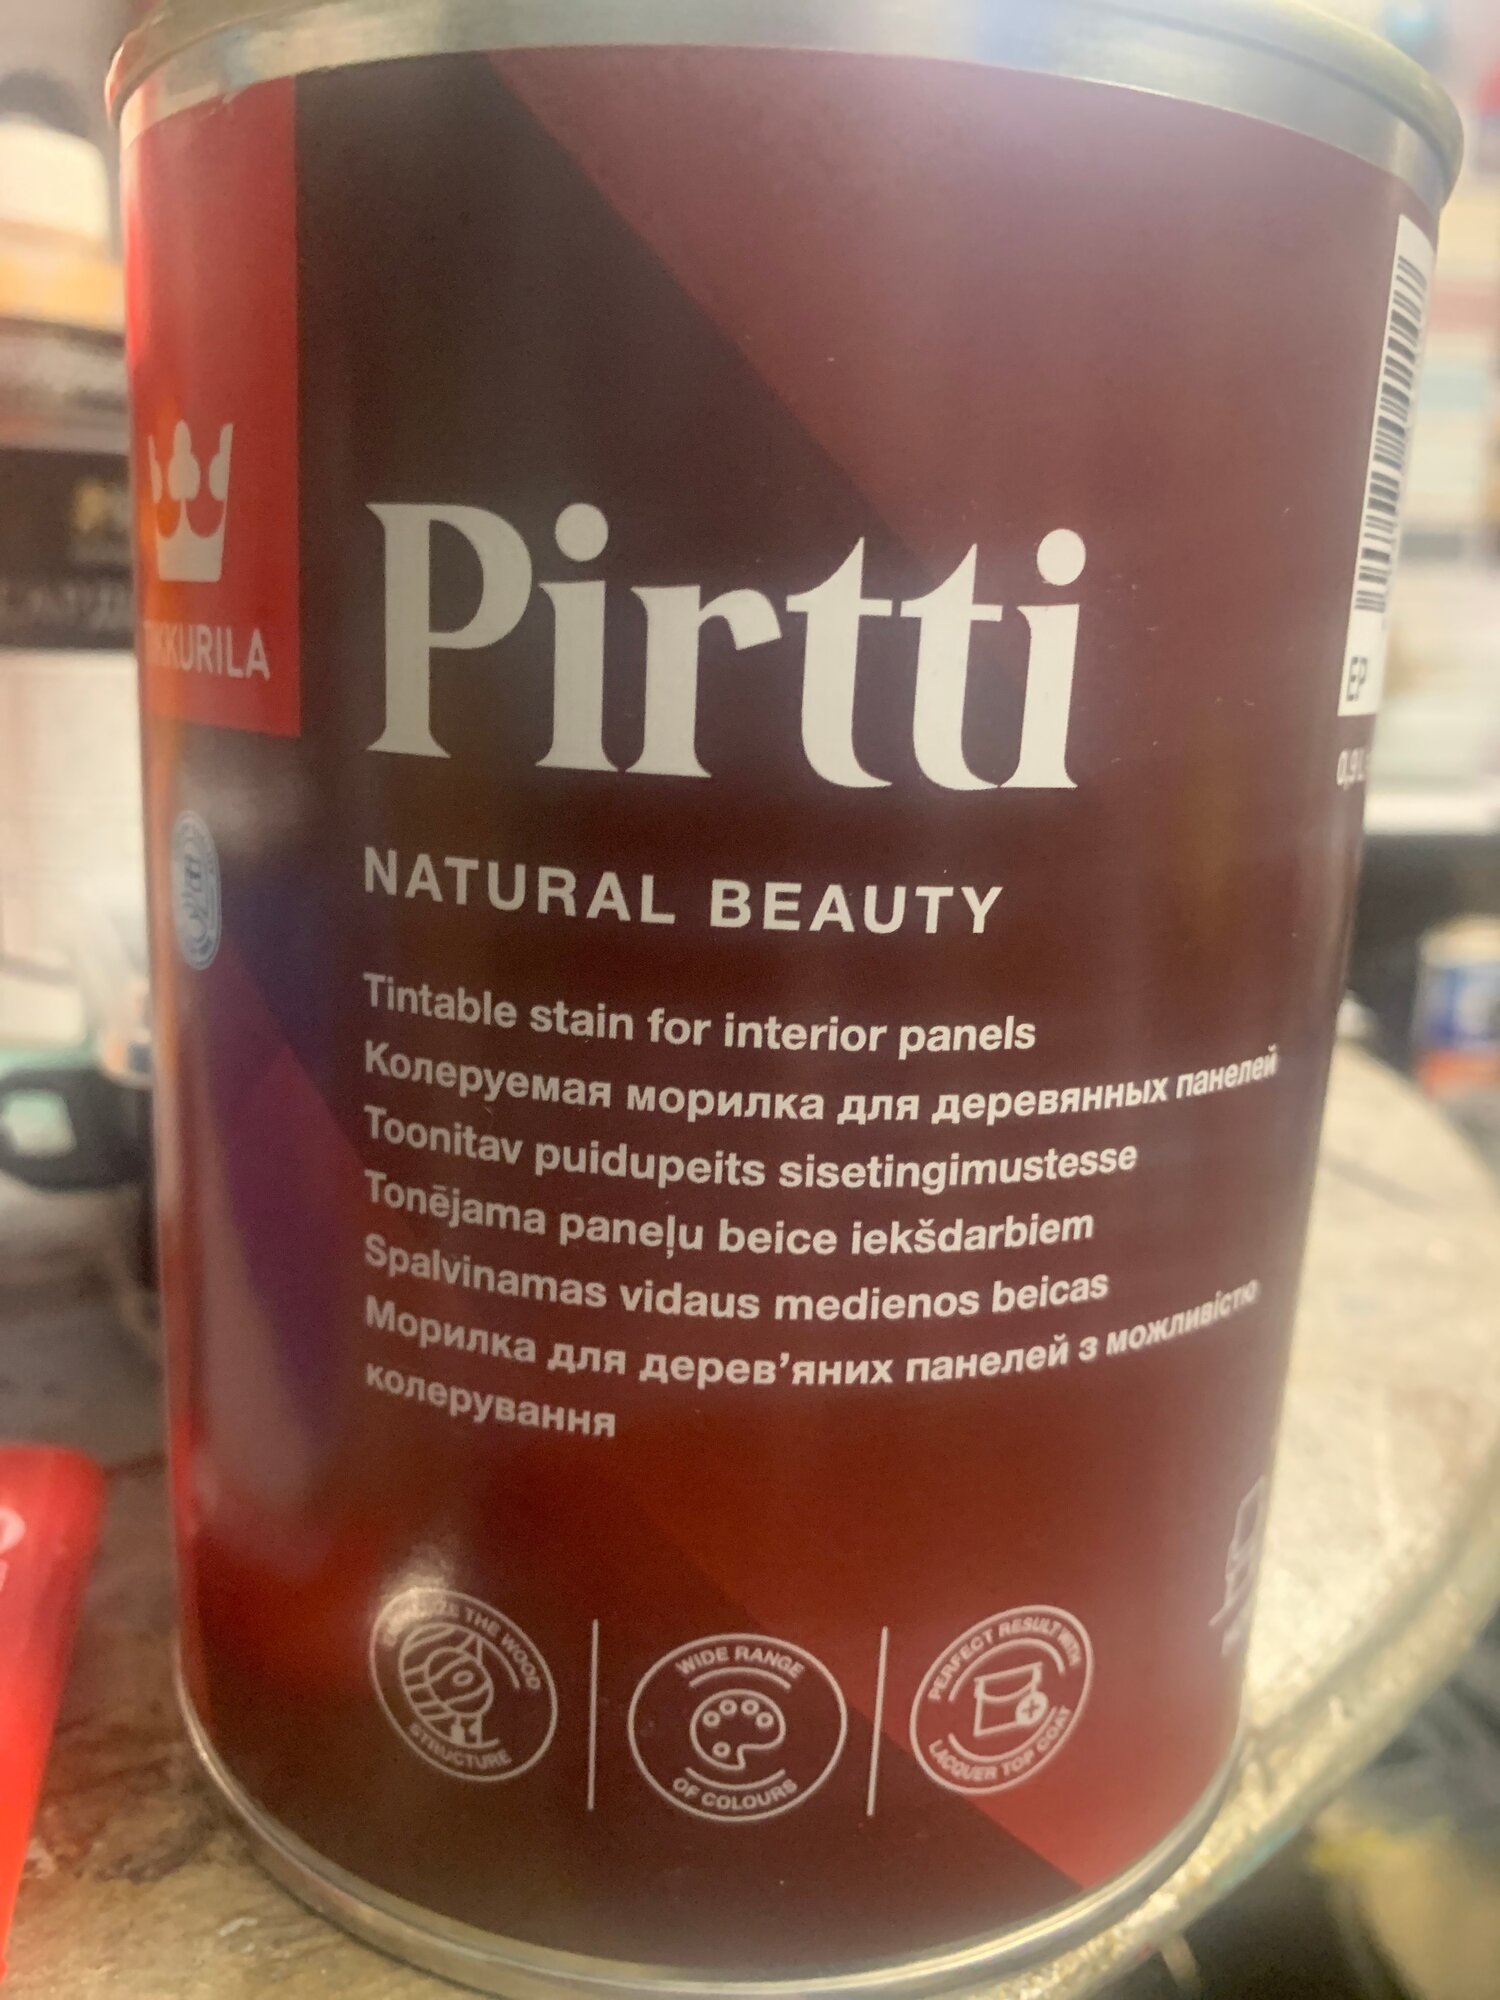 TIKKURILA
Pirtti
NATURAL BEAUTY
Tintable stain for interior panels
Колеруемая морилка для деревянных панелей
Toonitav puidupeits sisetingimustesse
Tonējama paneļu beice iekšdarbiem
Spalvinamas vidaus medienos beicas
Морилка для дерев’яних панелей з можливістю
колерування
EP
0,9 L
THE WOOD
STRUCTURE
WIDE RANGE
OF COLOURS
PERFECT RESULT WITH
LACQUER TOP COAT